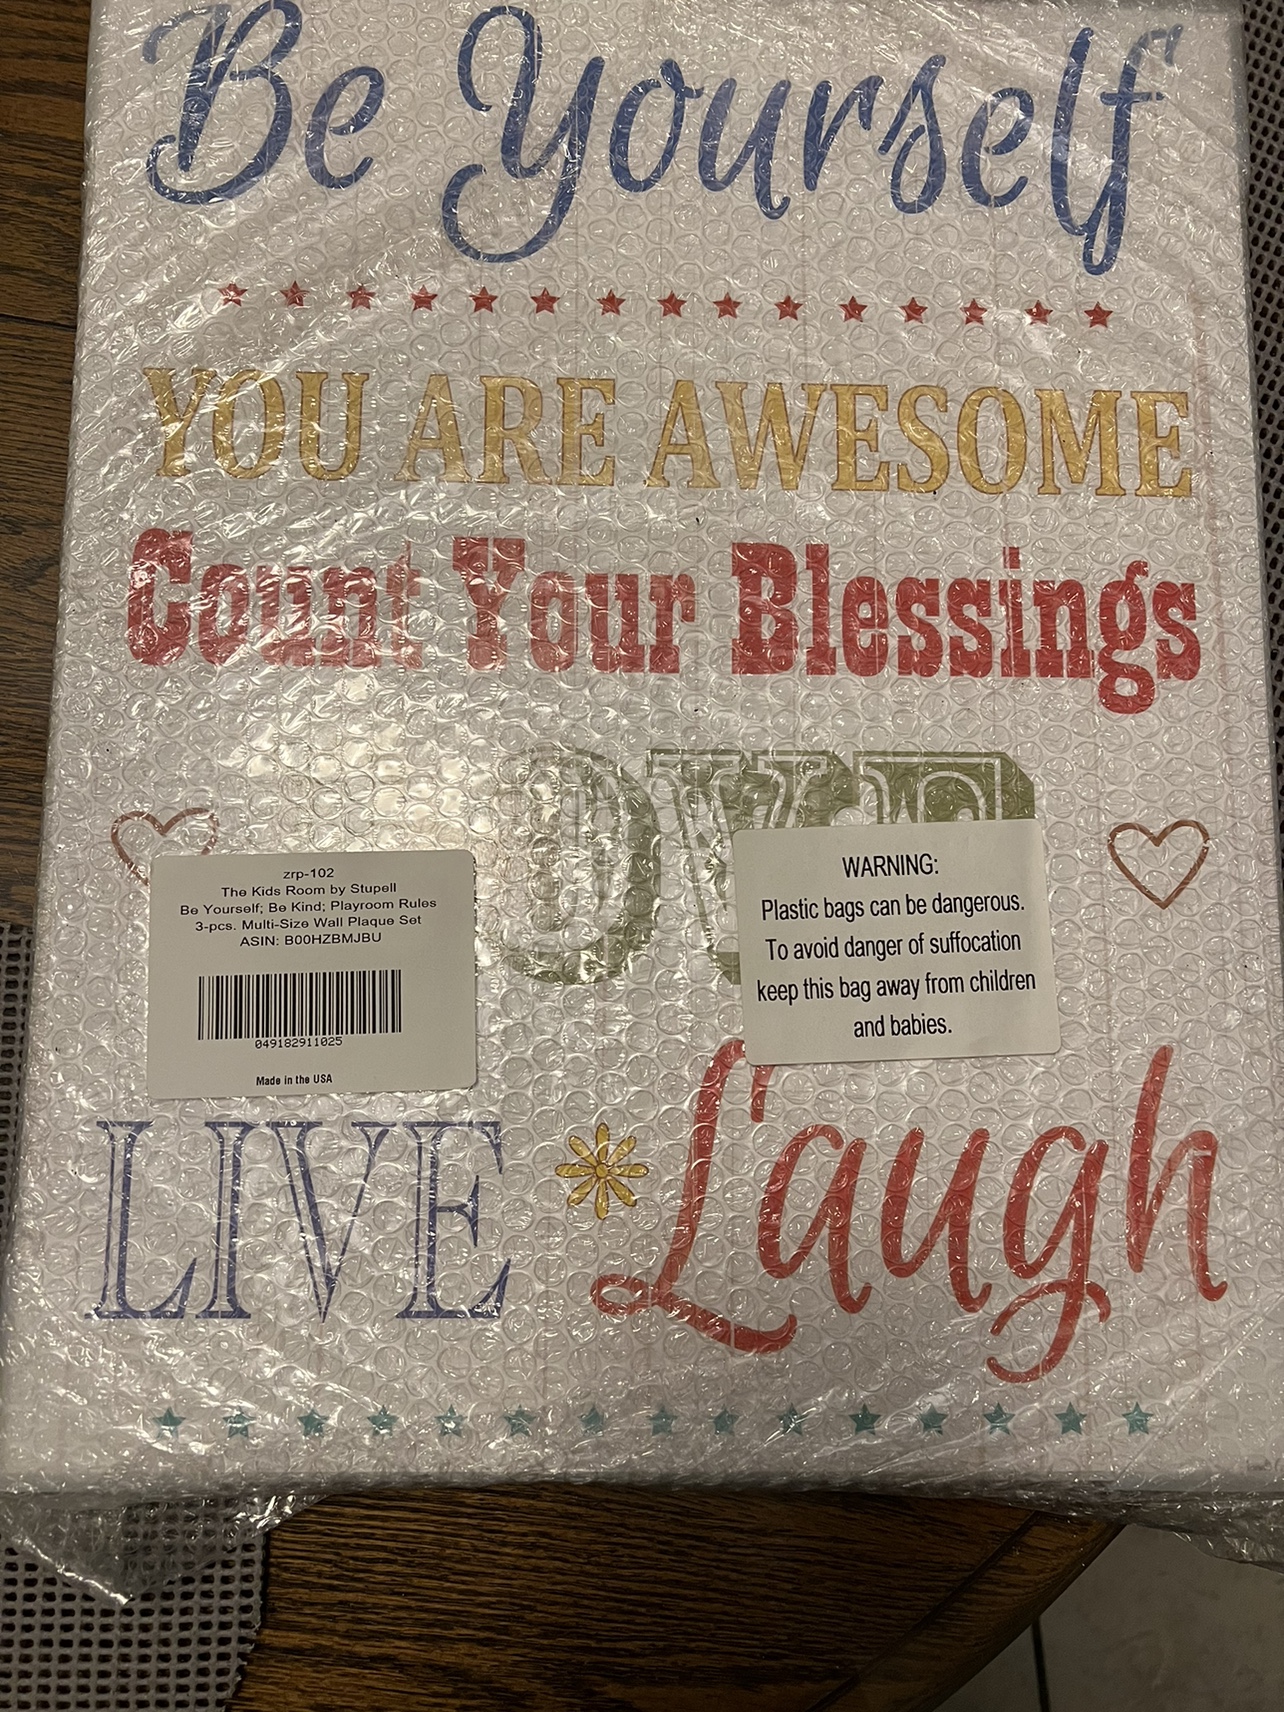 Be Yourself
YOU ARE AWESOME
Count Your Blessings
OVE
zrp-102
The Kids Room by Stupell
Be Yourself; Be Kind; Playroom Rules
3-pcs. Multi-Size Wall Plaque Set
ASIN: B00HZBMJBU
049182911025
Made in the USA
WARNING:
Plastic bags can be dangerous.
To avoid danger of suffocation
keep this bag away from children
and babies.
LIVE Laugh